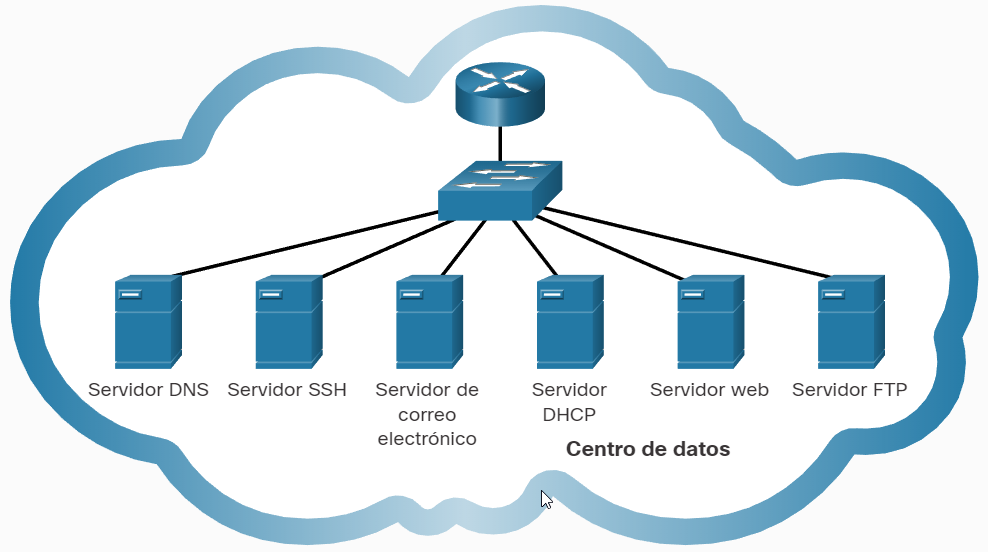 Servidor DNS
Servidor SSH
Servidor de
correo
electrónico
Servidor
DHCP
Servidor web
Servidor FTP
Centro de datos